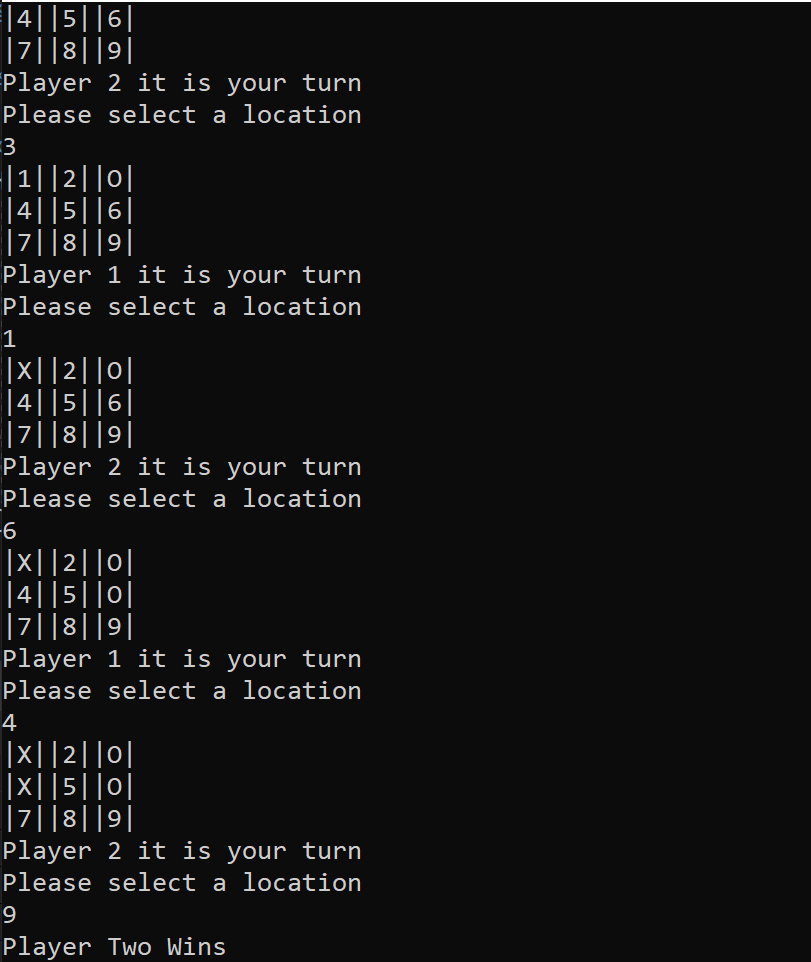 |4||5||6|
|7||8||9|
Player 2 it is your turn
Please select a location
3
|1||2||O|
|4||5||6|
|7||8||9|
Player 1 it is your turn
Please select a location
1
|X||2||O|
|4||5||6|
|7||8||9|
Player 2 it is your turn
Please select a location
6
|X||2||O|
|4||5||O|
|7||8||9|
Player 1 it is your turn
Please select a location
4
|X||2||O|
|X||5||O|
|7||8||9|
Player 2 it is your turn
Please select a location
9
Player Two Wins